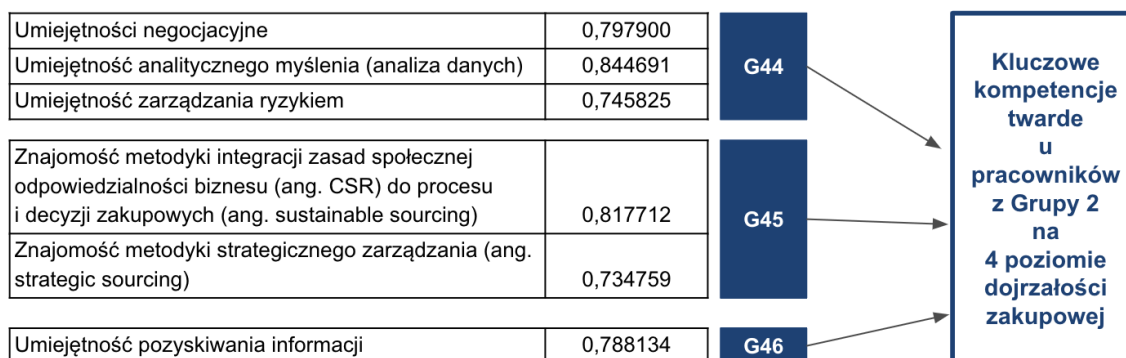 Umiejętności negocjacyjne 0,797900
Umiejętność analitycznego myślenia (analiza danych) 0,844691
Umiejętność zarządzania ryzykiem 0,745825
G44
Znajomość metodyki integracji zasad społecznej
odpowiedzialności biznesu (ang. CSR) do procesu
i decyzji zakupowych (ang. sustainable sourcing) 0,817712
Znajomość metodyki strategicznego zarządzania (ang.
strategic sourcing) 0,734759
G45
Umiejętność pozyskiwania informacji 0,788134
G46
Kluczowe
kompetencje
twarde
u
pracowników
z Grupy 2
na
4 poziomie
dojrzałości
zakupowej